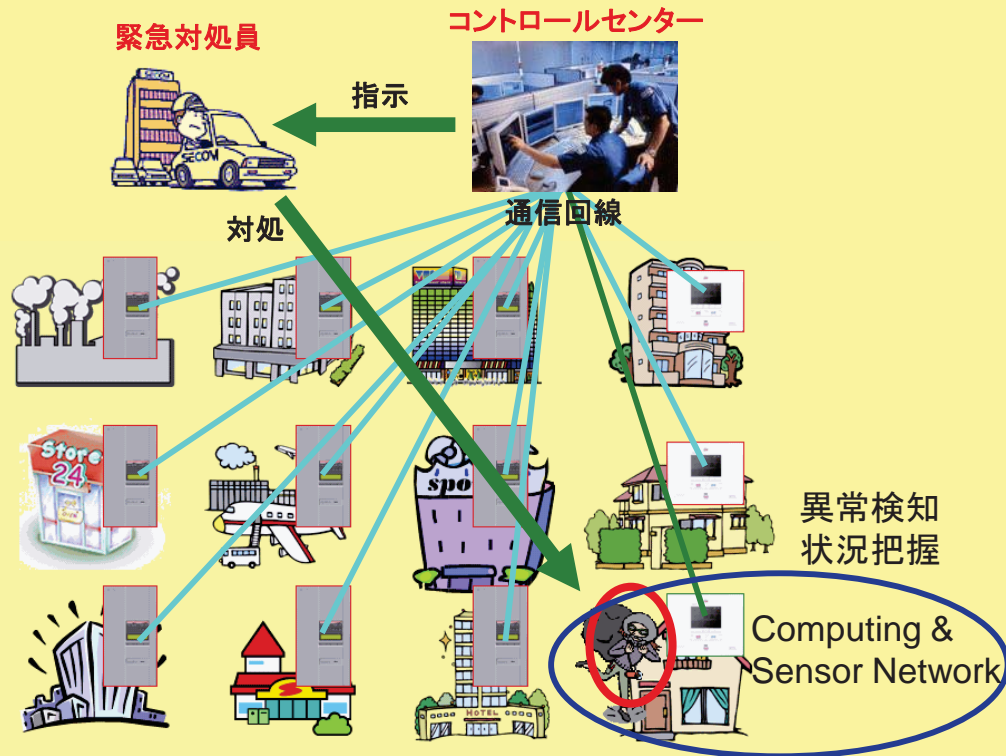 コントロールセンター
緊急対処員
指示
SECOM
SECOM
通信回線
対処
Store
24
spo
異常検知
状況把握
Computing &
Sensor Network
HOTEL